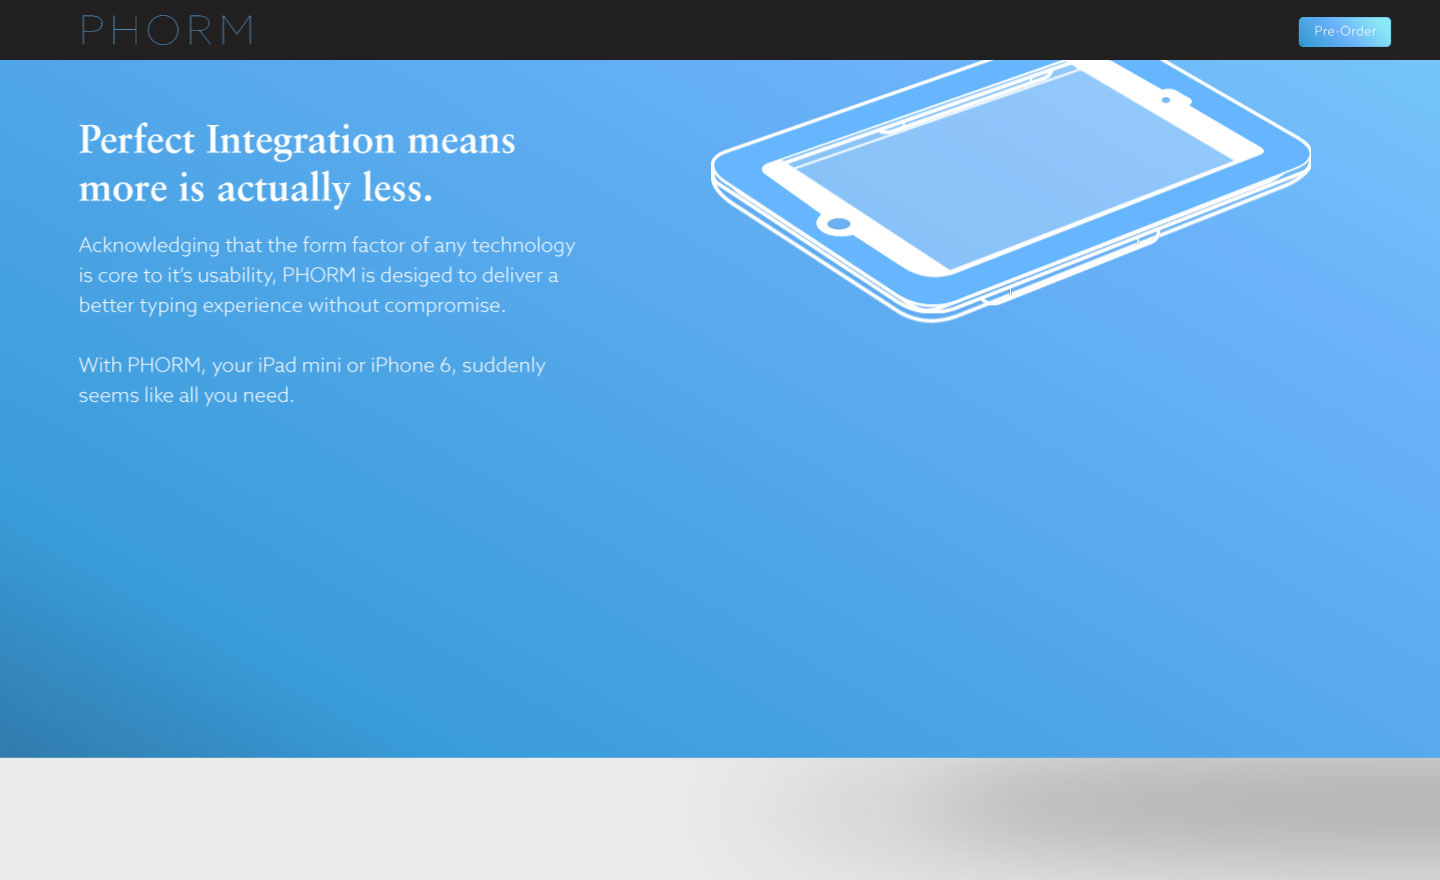 PHORM
Pre-Order
Perfect Integration means
more is actually less.
Acknowledging that the form factor of any technology
is core to it's usability, PHORM is desiged to deliver a
better typing experience without compromise.
With PHORM, your iPad mini or iPhone 6, suddenly
seems like all you need.